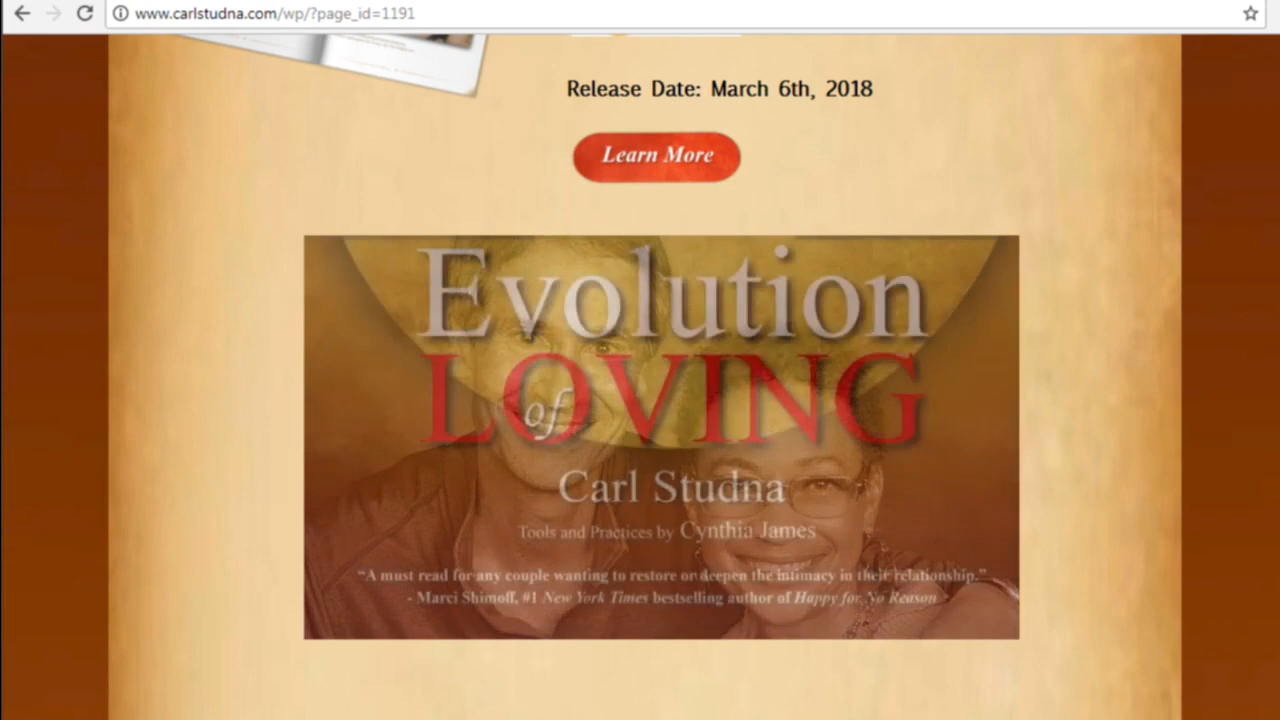 www.carlstudna.com/wp/?page_id=1191
Release Date: March 6th, 2018
Learn More
Evolution
of LOVING
Carl Studna
Tools and Practices by Cynthia James
“A must read for any couple wanting to restore or deepen the intimacy in their relationship.”
- Marci Shimoff, #1 New York Times bestselling author of Happy for No Reason